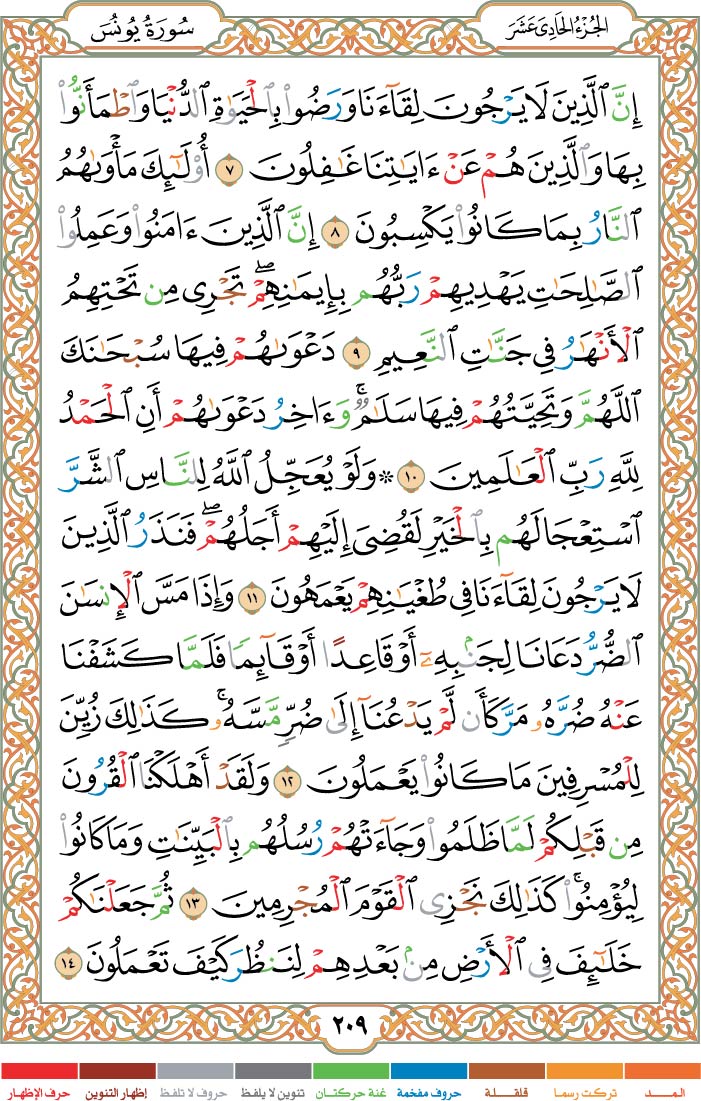 الجُزْءُ الحَادِي عَشَرَ
سُورَةُ يُونُسَ
إِنَّ ٱلَّذِينَ لَا يَرْجُونَ لِقَآءَنَا وَرَضُوا۟ بِٱلْحَيَوٰةِ ٱلدُّنْيَا وَٱطْمَأَنُّوا۟
بِهَا وَٱلَّذِينَ هُمْ عَنْ ءَايَـٰتِنَا غَـٰفِلُونَ ٧ أُو۟لَـٰٓئِكَ مَأْوَىٰهُمُ
ٱلنَّارُ بِمَا كَانُوا۟ يَكْسِبُونَ ٨ إِنَّ ٱلَّذِينَ ءَامَنُوا۟ وَعَمِلُوا۟
ٱلصَّـٰلِحَـٰتِ يَهْدِيهِمْ رَبُّهُم بِإِيمَـٰنِهِمْ ۖ تَجْرِى مِن تَحْتِهِمُ
ٱلْأَنْهَـٰرُ فِى جَنَّـٰتِ ٱلنَّعِيمِ ٩ دَعْوَىٰهُمْ فِيهَا سُبْحَـٰنَكَ
ٱللَّهُمَّ وَتَحِيَّتُهُمْ فِيهَا سَلَـٰمٌ ۚ وَءَاخِرُ دَعْوَىٰهُمْ أَنِ ٱلْحَمْدُ
لِلَّهِ رَبِّ ٱلْعَـٰلَمِينَ ١٠ ۞ وَلَوْ يُعَجِّلُ ٱللَّهُ لِلنَّاسِ ٱلشَّرَّ
ٱسْتِعْجَالَهُم بِٱلْخَيْرِ لَقُضِىَ إِلَيْهِمْ أَجَلُهُمْ ۖ فَنَذَرُ ٱلَّذِينَ
لَا يَرْجُونَ لِقَآءَنَا فِى طُغْيَـٰنِهِمْ يَعْمَهُونَ ١١ وَإِذَا مَسَّ ٱلْإِنسَـٰنَ
ٱلضُّرُّ دَعَانَا لِجَنۢبِهِۦٓ أَوْ قَاعِدًا أَوْ قَآئِمًا فَلَمَّا كَشَفْنَا
عَنْهُ ضُرَّهُۥ مَرَّ كَأَن لَّمْ يَدْعُنَآ إِلَىٰ ضُرٍّ مَّسَّهُۥ ۚ كَذَٰلِكَ زُيِّنَ
لِلْمُسْرِفِينَ مَا كَانُوا۟ يَعْمَلُونَ ١٢ وَلَقَدْ أَهْلَكْنَا ٱلْقُرُونَ
مِن قَبْلِكُمْ لَمَّا ظَلَمُوا۟ وَجَآءَتْهُمْ رُسُلُهُم بِٱلْبَيِّنَـٰتِ وَمَا كَانُوا۟
لِيُؤْمِنُوا۟ ۚ كَذَٰلِكَ نَجْزِى ٱلْقَوْمَ ٱلْمُجْرِمِينَ ١٣ ثُمَّ جَعَلْنَـٰكُمْ
خَلَـٰٓئِفَ فِى ٱلْأَرْضِ مِنۢ بَعْدِهِمْ لِنَنظُرَ كَيْفَ تَعْمَلُونَ ١٤
٢٠٩
المـــد تركت رسما قلقـــلة حروف مفخمة غنة حركتـان تنوين لا يلفظ حروف لا تلفظ إظهار التنوين حرف الإظهار